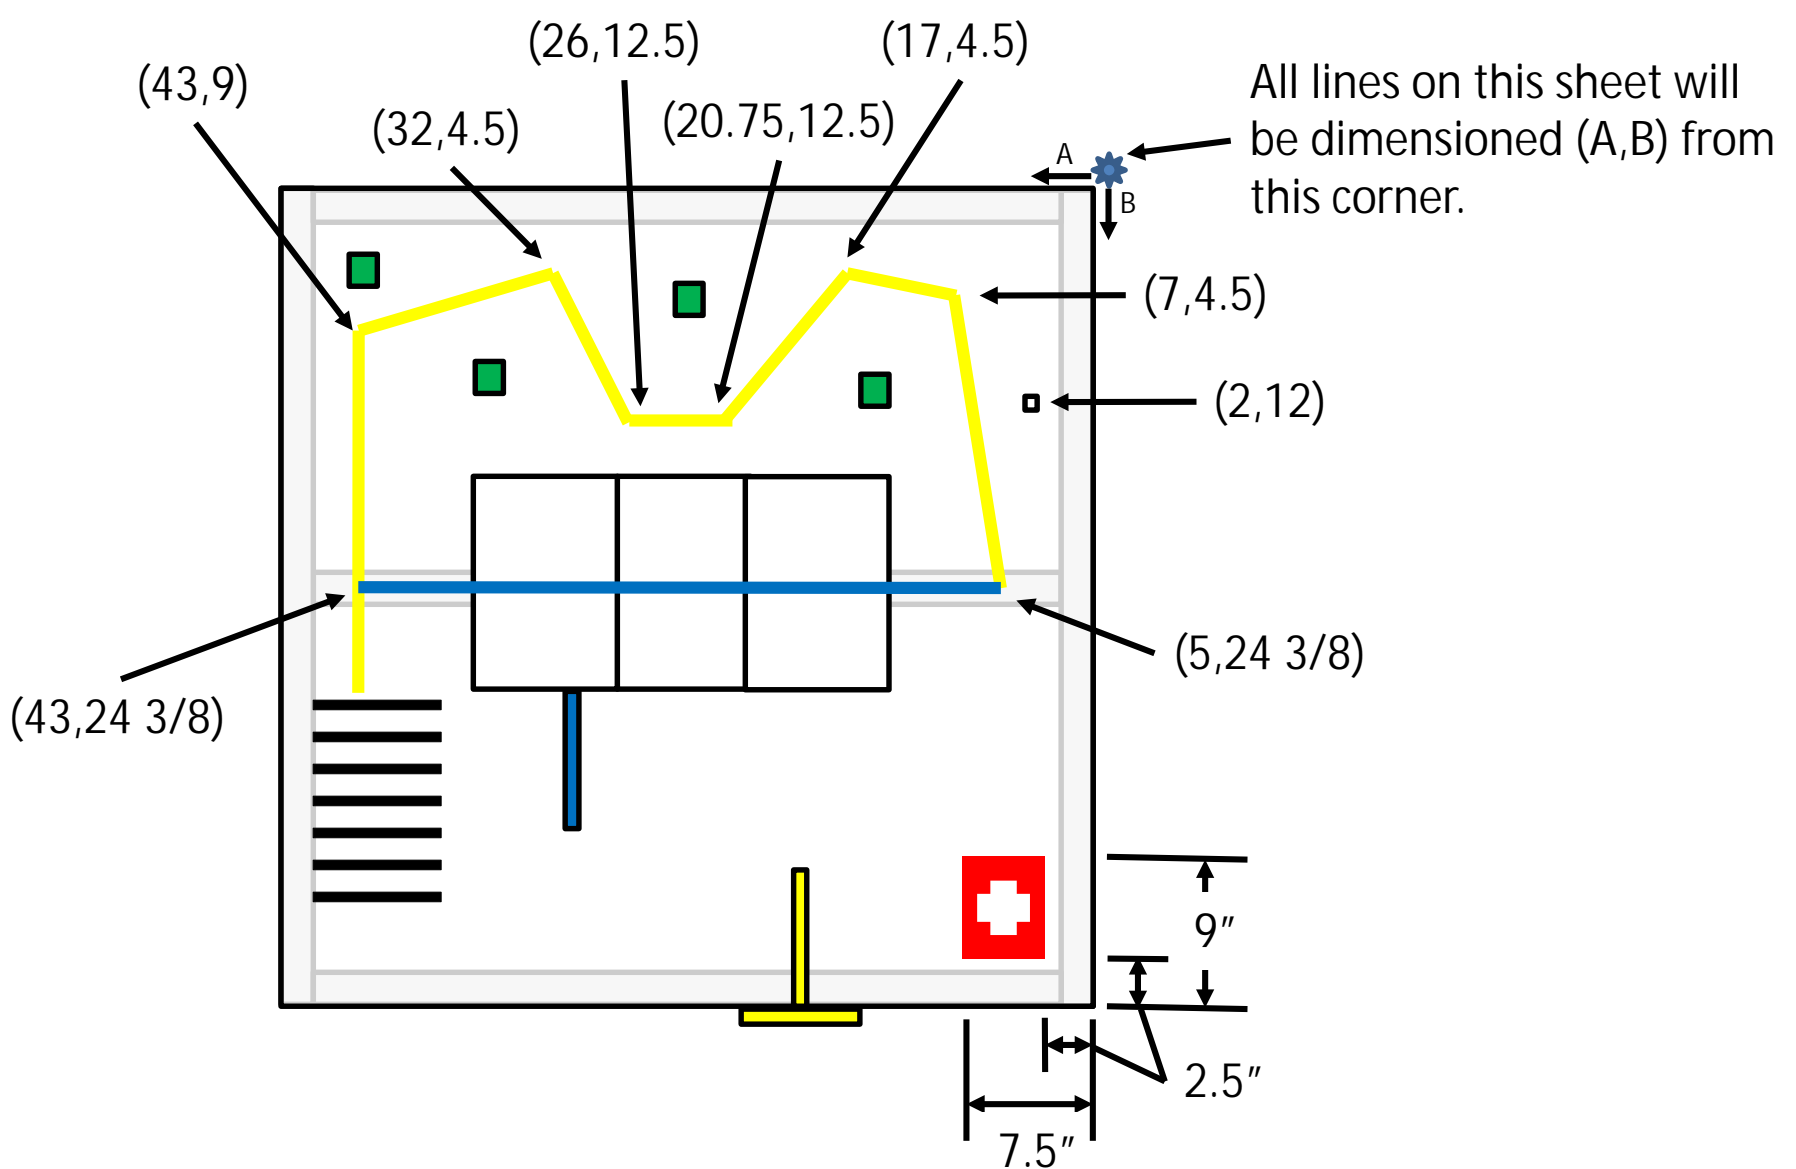 (26,12.5)
(17,4.5)
(43,9)
(32,4.5)
(20.75,12.5)
All lines on this sheet will
be dimensioned (A,B) from
this corner.
A
B
(7,4.5)
(2,12)
(5,24 3/8)
(43,24 3/8)
9″
2.5″
7.5″